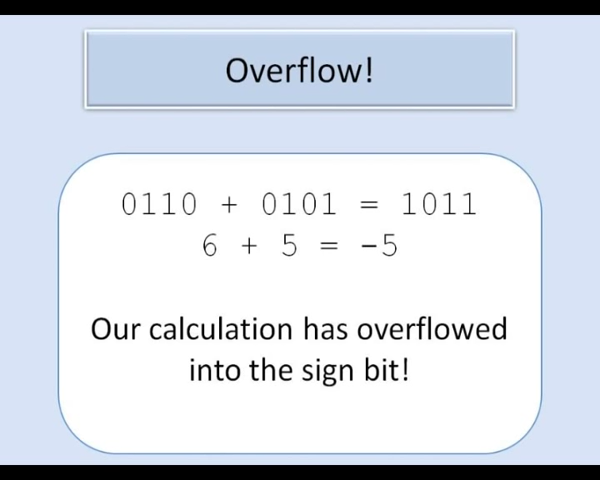 Overflow!
0110 + 0101 = 1011
6 + 5 = -5
Our calculation has overflowed
into the sign bit!